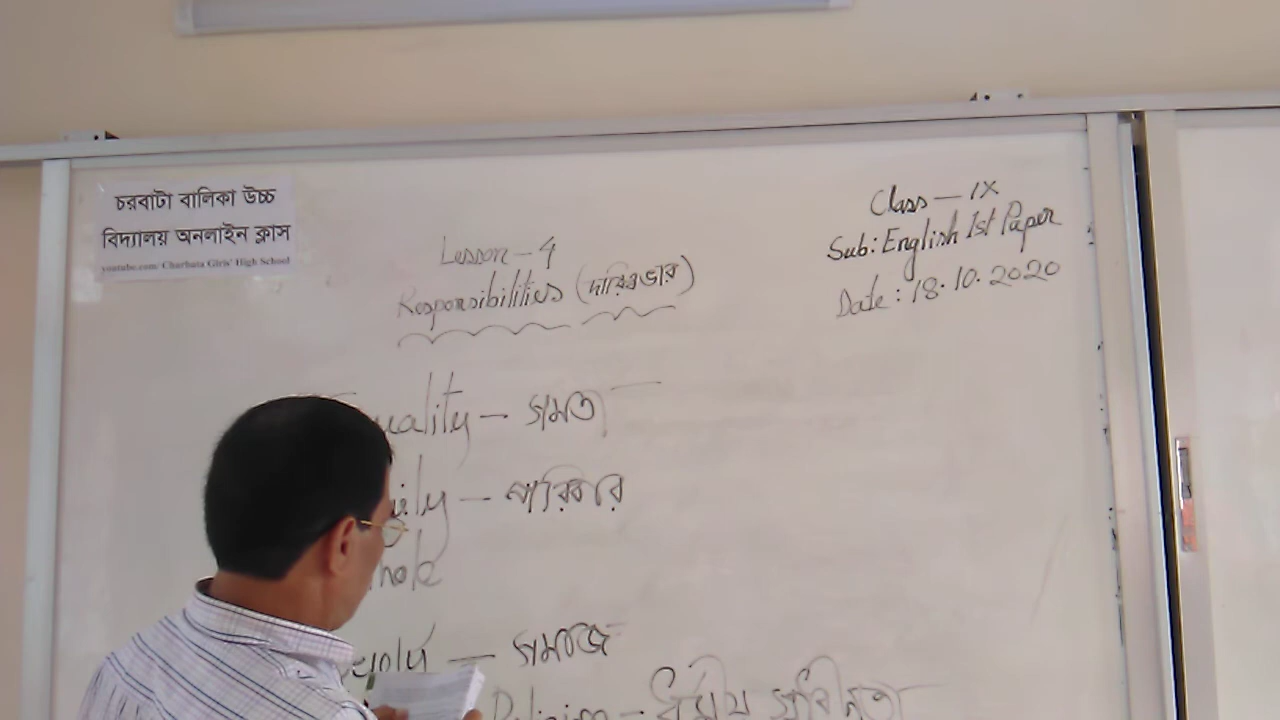 চরবাটা বালিকা উচ্চ
বিদ্যালয় অনলাইন ক্লাস
youtube.com: Charbata Girls' High School
Class — IX
Sub: English 1st Paper
Date: 18.10.2020
Lesson - 4
Responsibilities (দায়িত্বভার)
uality — সমতা
ily — পরিবার
hole
— সমাজ
Religion — ধর্মীয় স্বাধীনতা